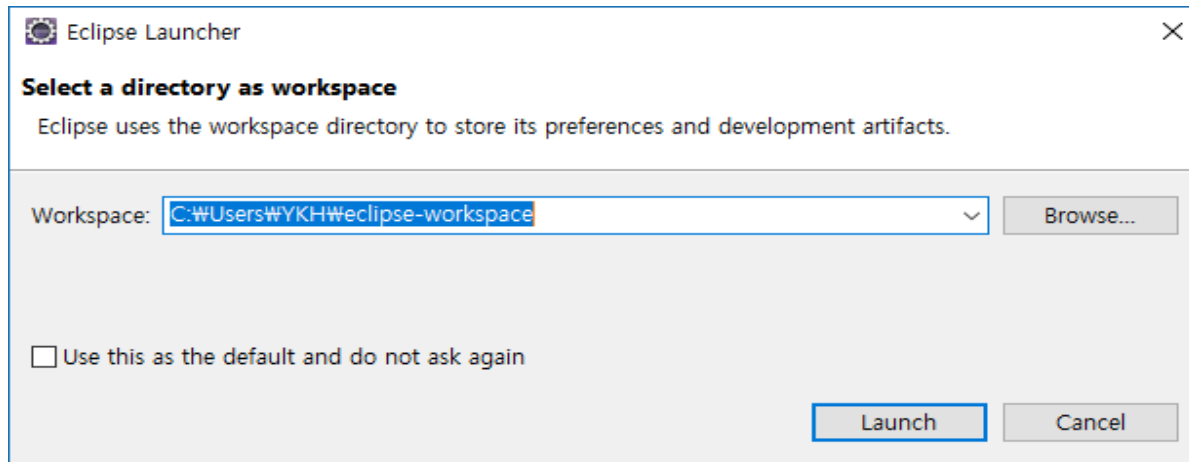 Eclipse Launcher
Select a directory as workspace
Eclipse uses the workspace directory to store its preferences and development artifacts.
Workspace: C:₩Users₩YKH₩eclipse-workspace Browse...
Use this as the default and do not ask again
Launch Cancel